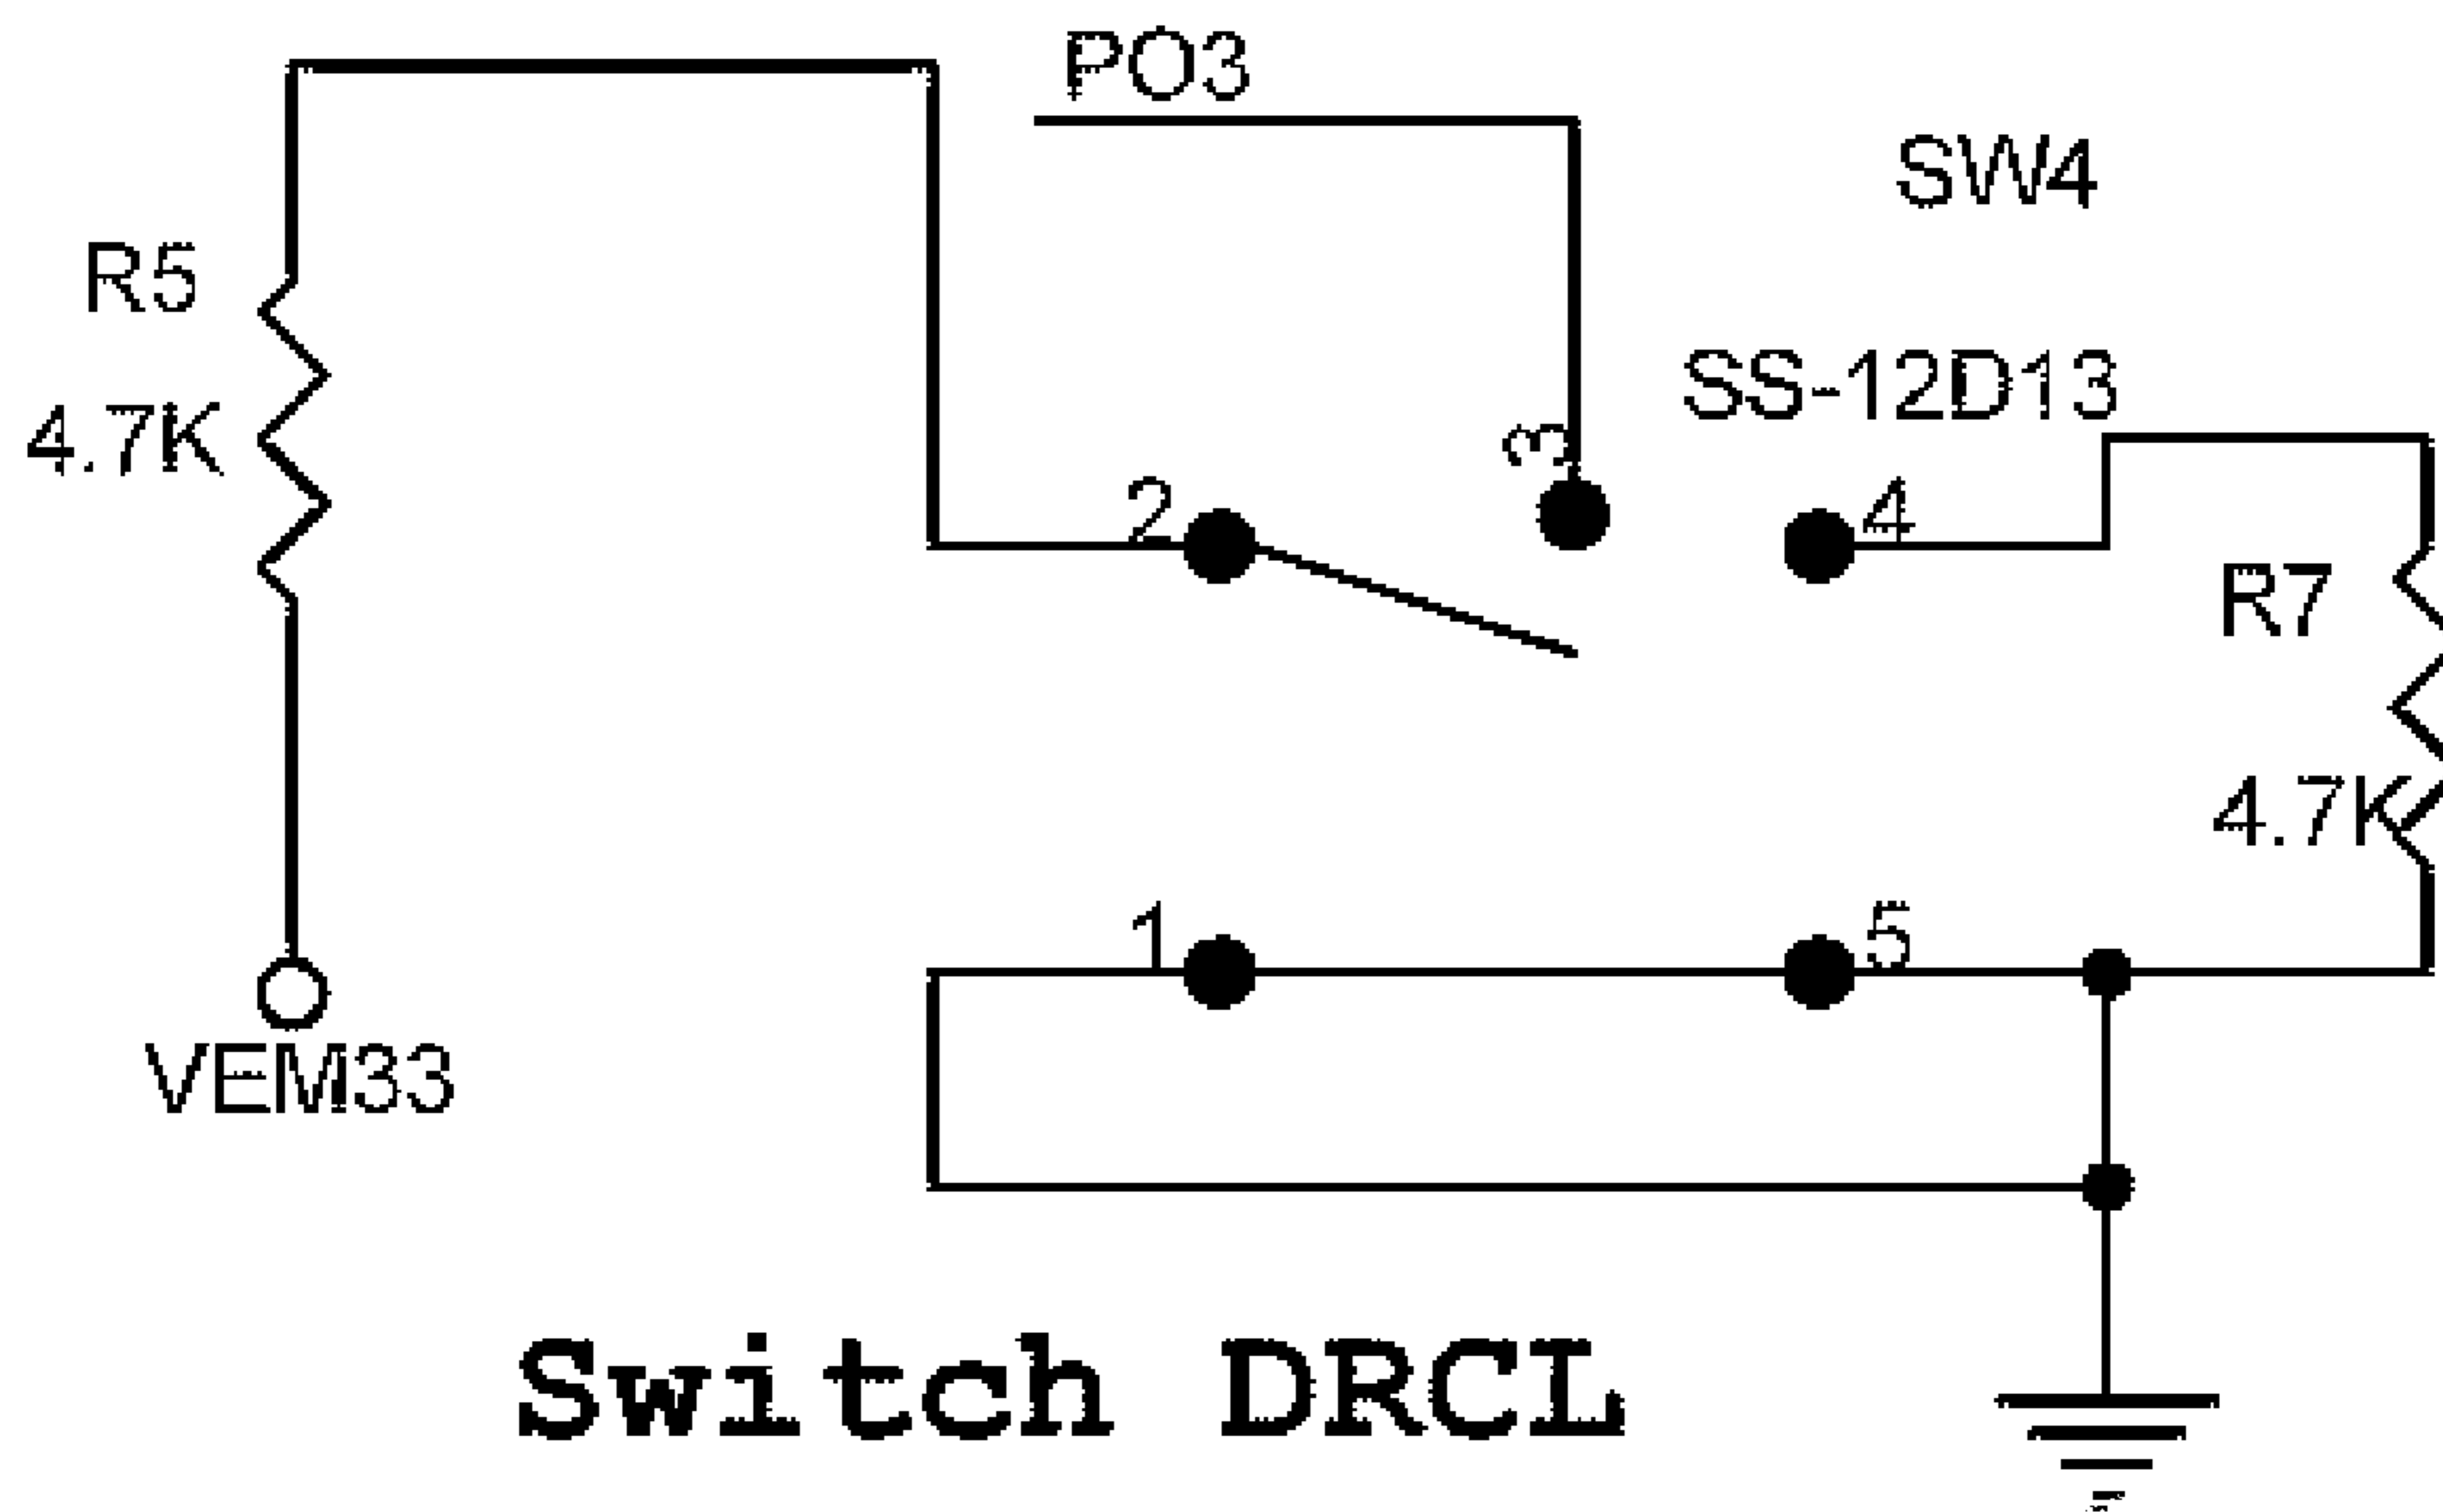 PO3
SW4
R5
SS-12D13
4.7K
3
2
4
R7
4.7K
1
5
VEM33
Switch DRCL